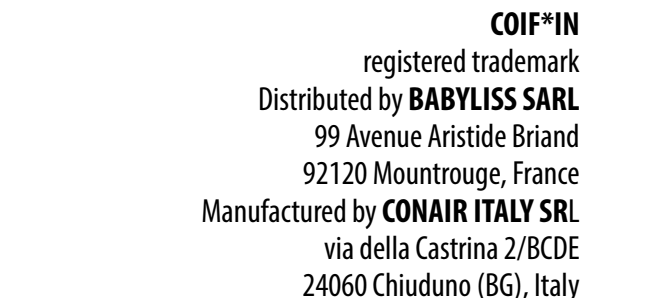 COIF*IN
registered trademark
Distributed by BABYLISS SARL
99 Avenue Aristide Briand
92120 Mountrouge, France
Manufactured by CONAIR ITALY SRL
via della Castrina 2/BCDE
24060 Chiuduno (BG), Italy